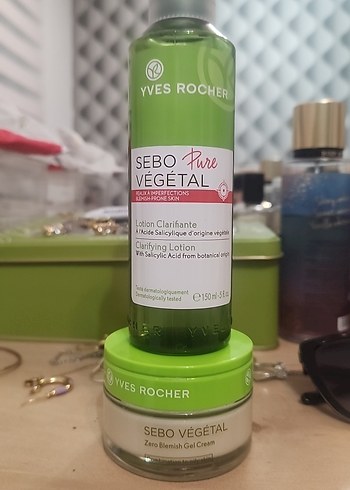 YVES ROCHER
SEBO Pure
VÉGÉTAL
PEAUX À IMPERFECTIONS
BLEMISH-PRONE SKIN
Lotion Clarifiante
À l'Acide Salicylique d'origine végétale
Clarifying Lotion
With Salicylic Acid from botanical origin
Testé dermatologiquement
Dermatologically tested
℮150ml-5 fl.oz
YVES ROCHER
SEBO VÉGÉTAL
Zero Blemish Gel Cream